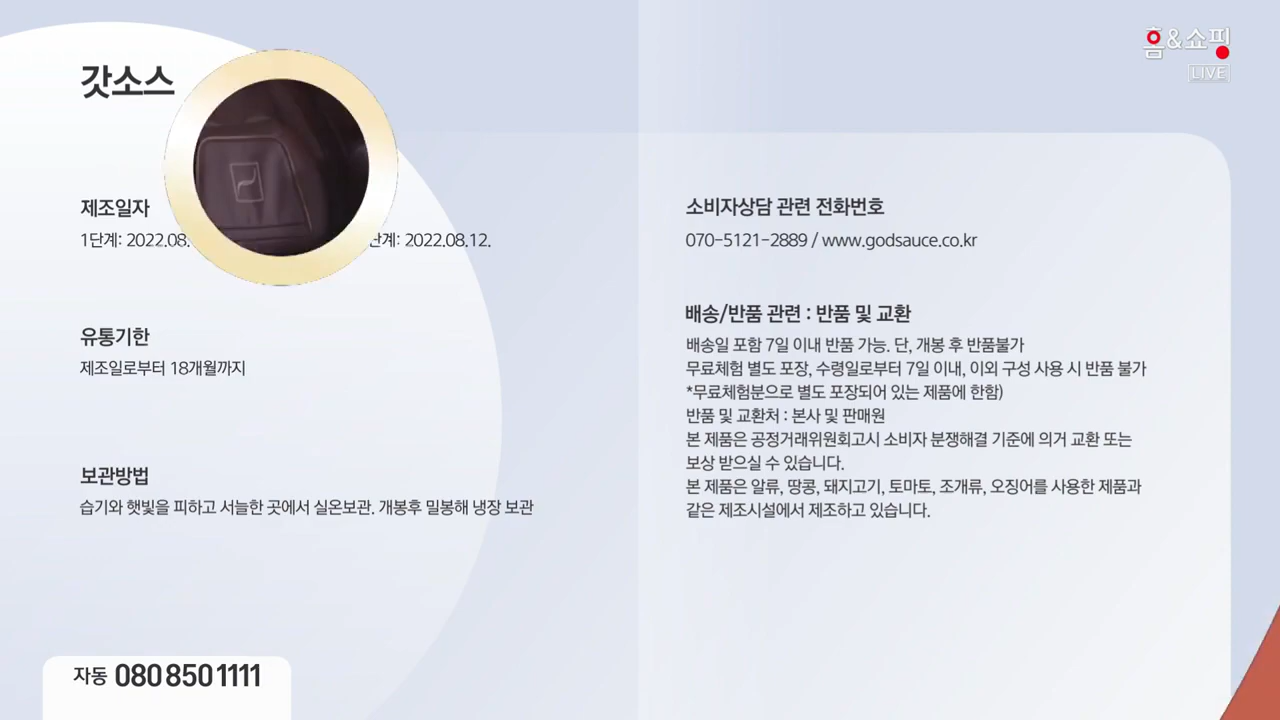 갓소스
홈&쇼핑
LIVE
제조일자
1단계: 2022.08. 단계: 2022.08.12.
유통기한
제조일로부터 18개월까지
보관방법
습기와 햇빛을 피하고 서늘한 곳에서 실온보관. 개봉후 밀봉해 냉장 보관
소비자상담 관련 전화번호
070-5121-2889 / www.godsauce.co.kr
배송/반품 관련 : 반품 및 교환
배송일 포함 7일 이내 반품 가능. 단, 개봉 후 반품불가
무료체험 별도 포장, 수령일로부터 7일 이내, 이외 구성 사용 시 반품 불가
*무료체험분으로 별도 포장되어 있는 제품에 한함)
반품 및 교환처 : 본사 및 판매원
본 제품은 공정거래위원회고시 소비자 분쟁해결 기준에 의거 교환 또는
보상 받으실 수 있습니다.
본 제품은 알류, 땅콩, 돼지고기, 토마토, 조개류, 오징어를 사용한 제품과
같은 제조시설에서 제조하고 있습니다.
자동 080 850 1111